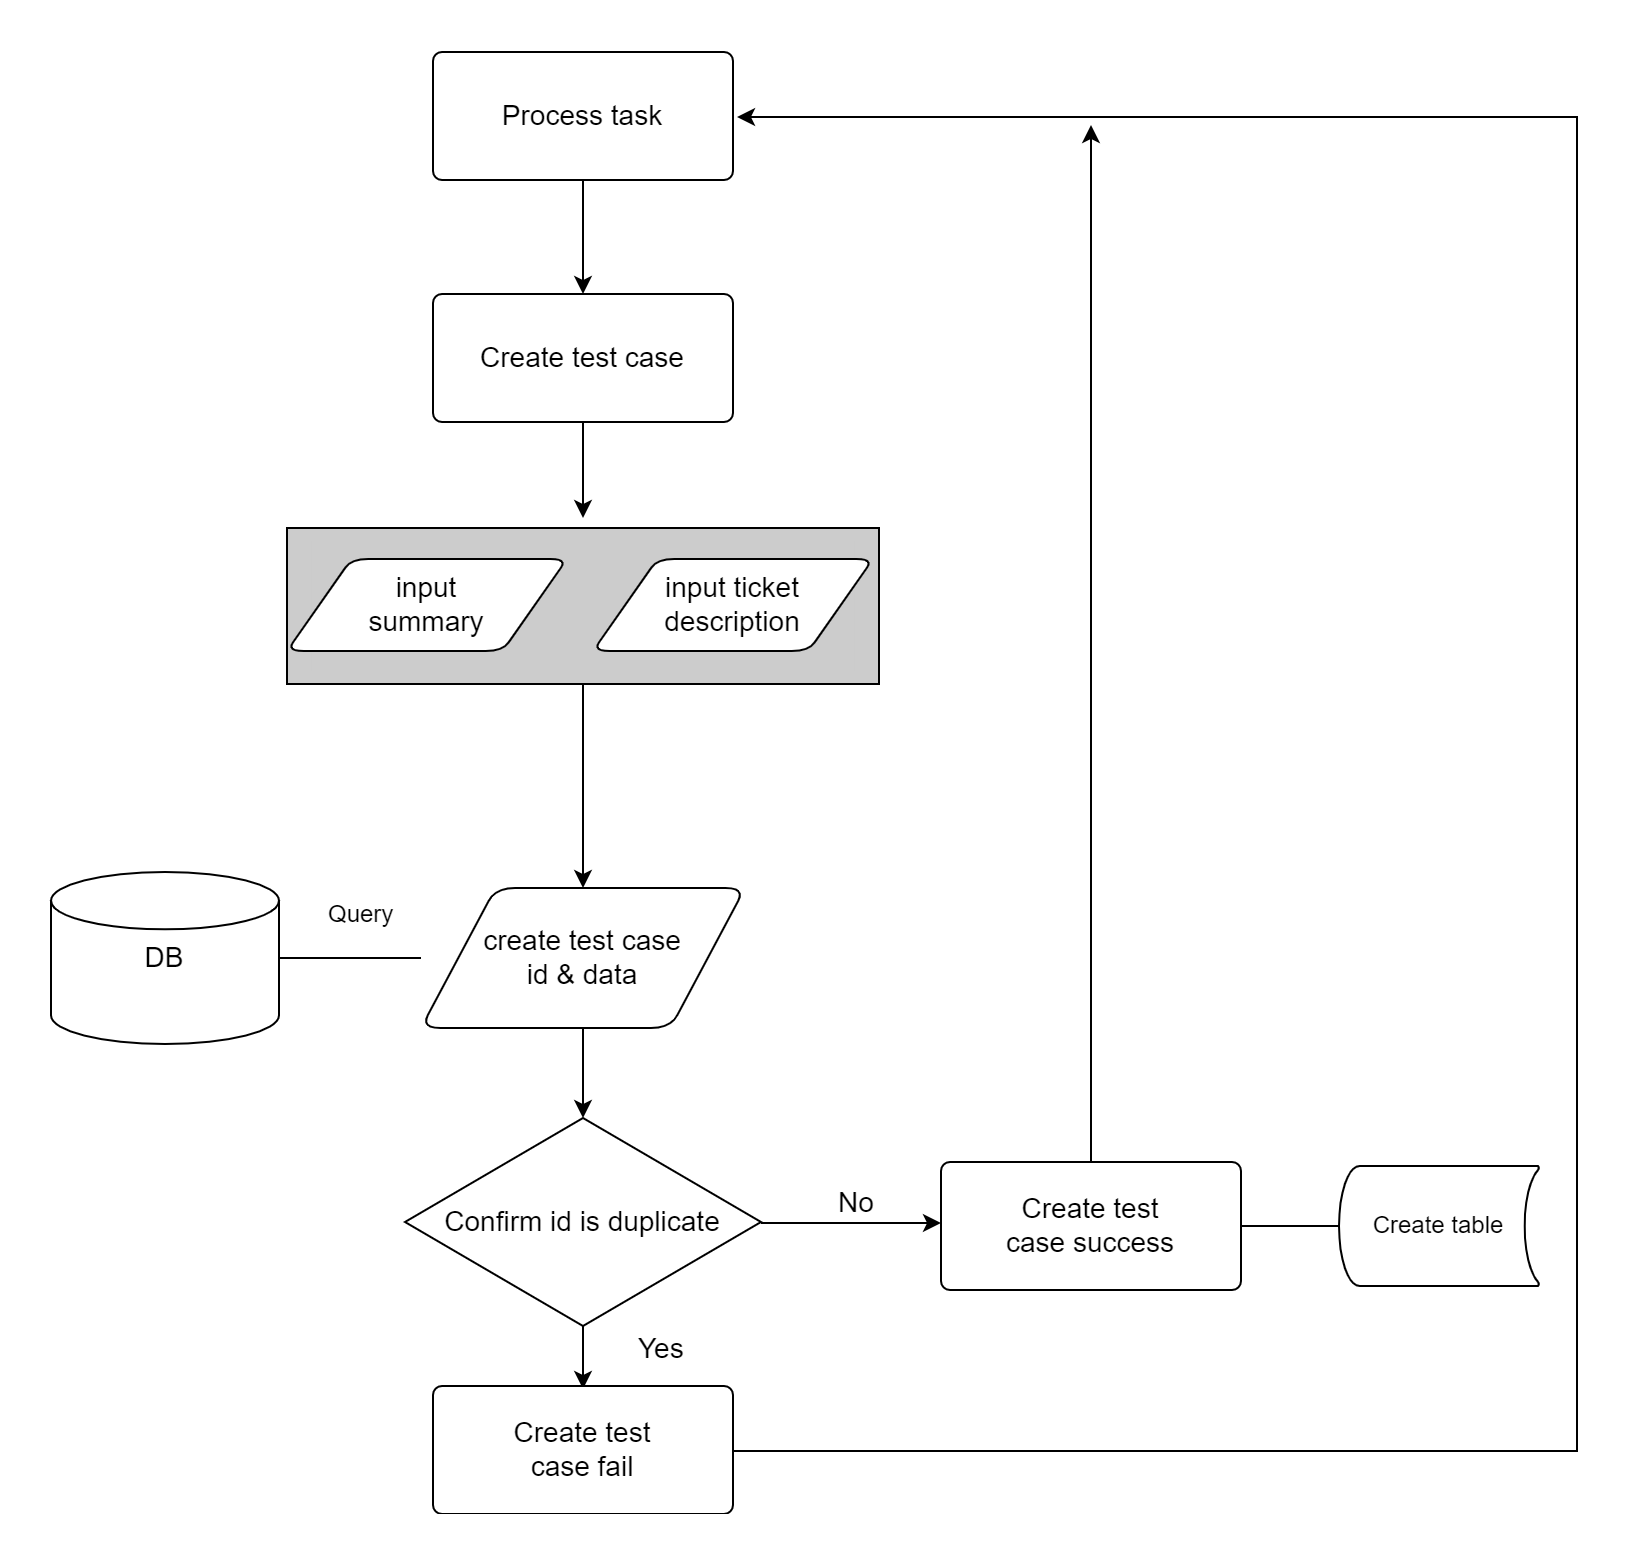 Process task
Create test case
input
summary
input ticket
description
Query
DB
create test case
id & data
Confirm id is duplicate
No
Create test
case success
Create table
Yes
Create test
case fail